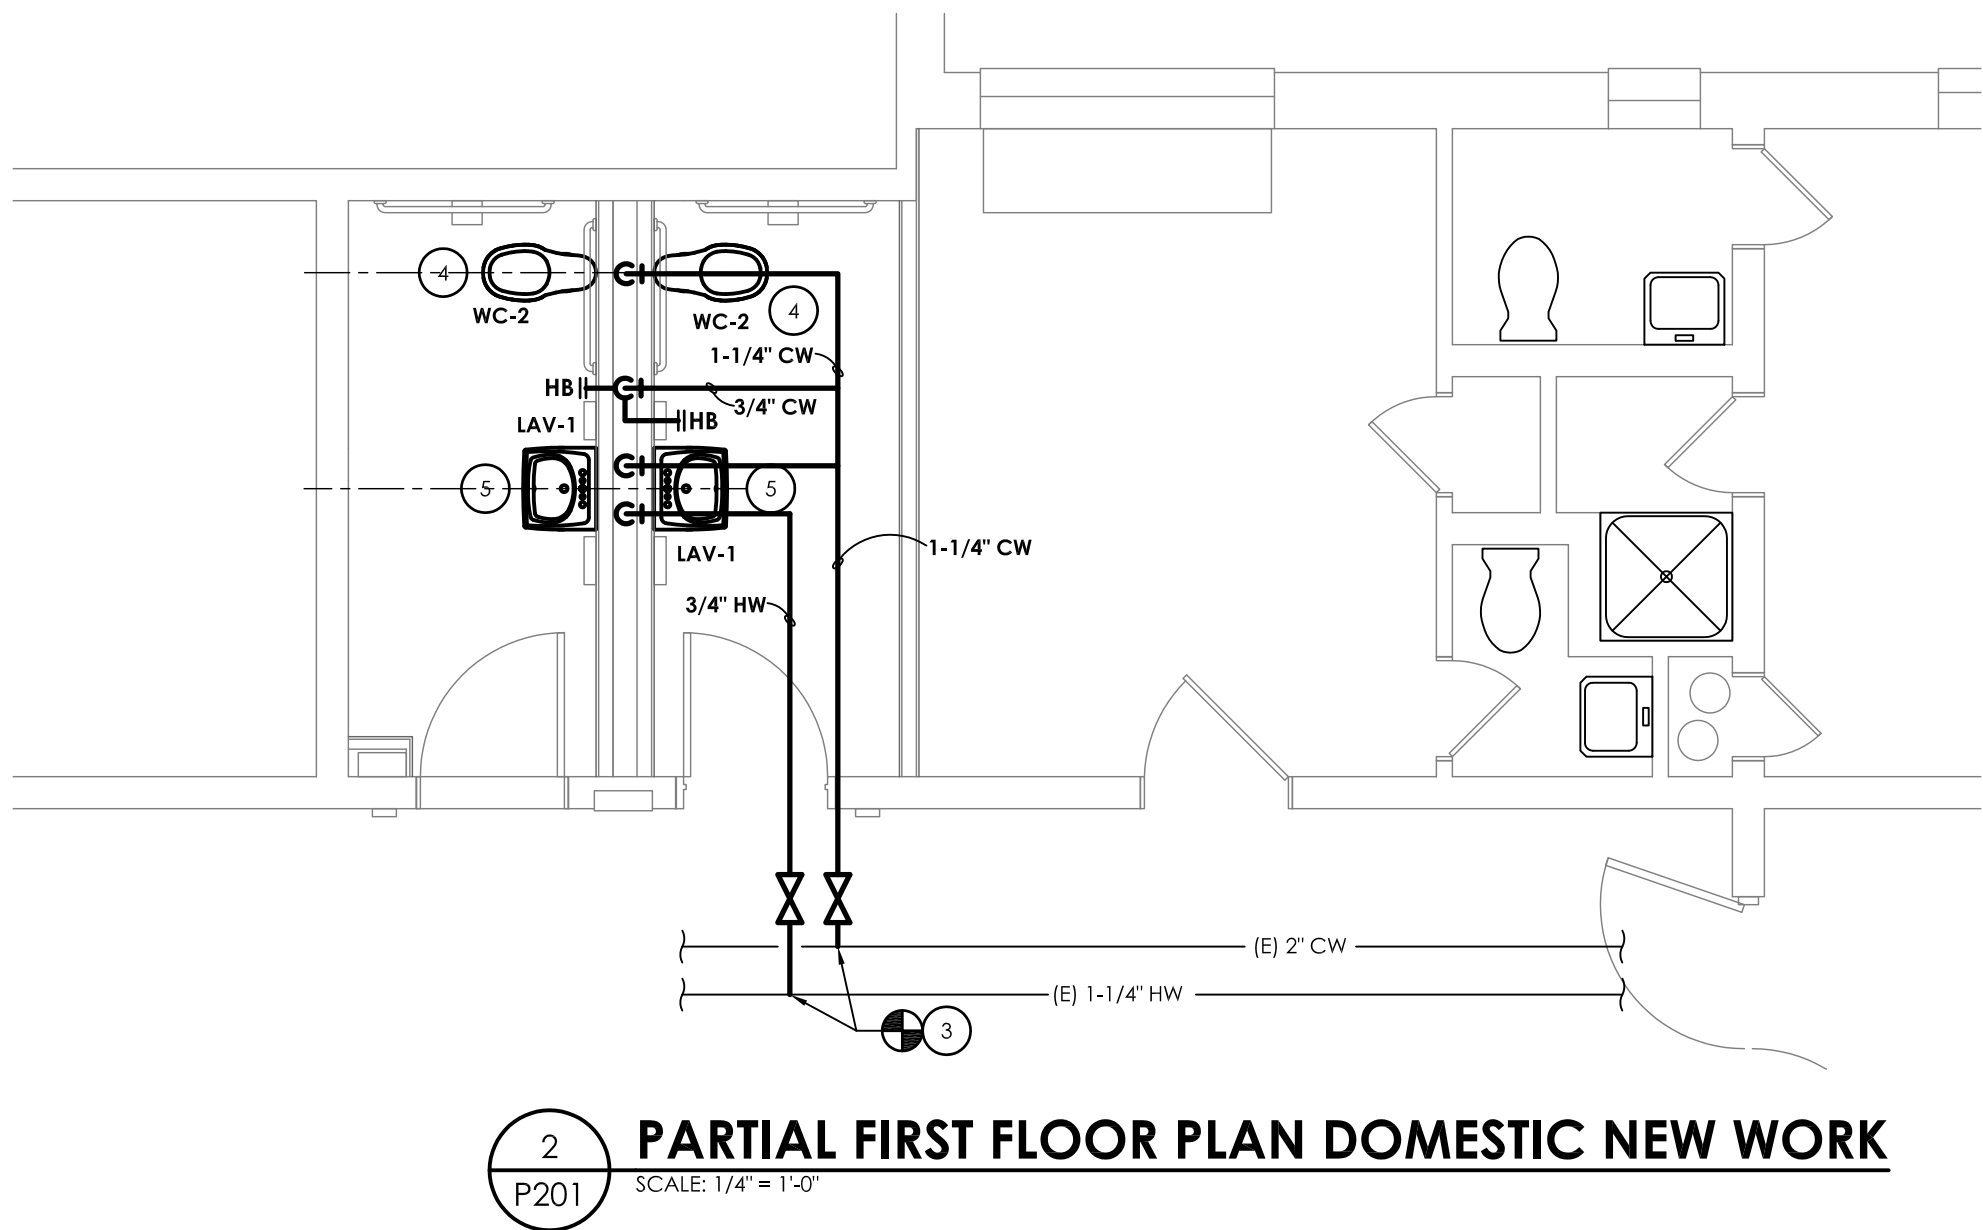 4
WC-2
WC-2
4
1-1/4" CW
HB
3/4" CW
LAV-1
HB
5
5
LAV-1
1-1/4" CW
3/4" HW
(E) 2" CW
(E) 1-1/4" HW
3
2
P201
PARTIAL FIRST FLOOR PLAN DOMESTIC NEW WORK
SCALE: 1/4" = 1'-0"